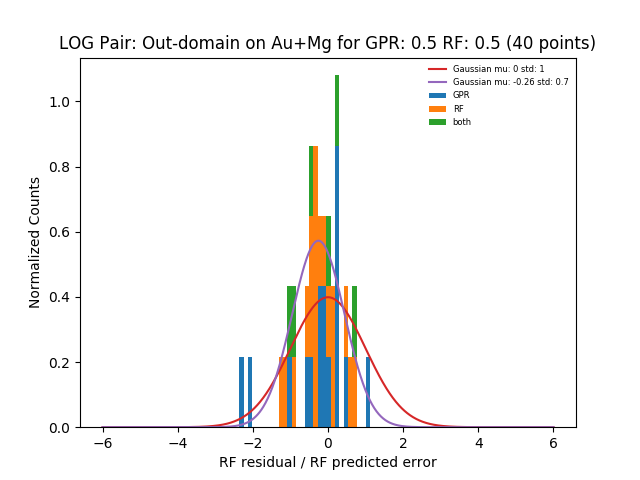 LOG Pair: Out-domain on Au+Mg for GPR: 0.5 RF: 0.5 (40 points)
Gaussian mu: 0 std: 1
Gaussian mu: -0.26 std: 0.7
GPR
RF
both
Normalized Counts
1.0
0.8
0.6
0.4
0.2
0.0
−6
−4
−2
0
2
4
6
RF residual / RF predicted error